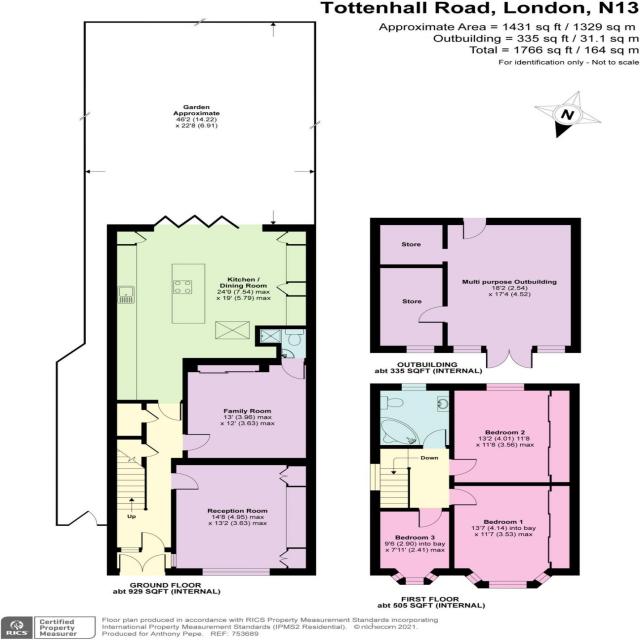 Tottenhall Road, London, N13
Approximate Area = 1431 sq ft / 1329 sq m
Outbuilding = 335 sq ft / 31.1 sq m
Total = 1766 sq ft / 164 sq m
For identification only - Not to scale
N
Garden
Approximate
46'2 (14.22)
x 22'8 (6.91)
Kitchen /
Dining Room
24'9 (7.54) max
x 19' (5.79) max
Family Room
13' (3.96) max
x 12' (3.63) max
Reception Room
14'8 (4.95) max
x 13'2 (3.63) max
Up
GROUND FLOOR
abt 929 SQFT (INTERNAL)
Store
Store
Multi purpose Outbuilding
18'2 (2.54)
x 17'4 (4.52)
OUTBUILDING
abt 335 SQFT (INTERNAL)
Bedroom 2
13'2 (4.01) 11'8
x 11'8 (3.56) max
Down
Bedroom 1
13'7 (4.14) into bay
x 11'7 (3.53) max
Bedroom 3
9'6 (2.90) into bay
x 7'11' (2.41) max
FIRST FLOOR
abt 505 SQFT (INTERNAL)
RICS
Certified
Property
Measurer
Floor plan produced in accordance with RICS Property Measurement Standards incorporating
International Property Measurement Standards (IPMS2 Residential). © nichecom 2021.
Produced for Anthony Pepe. REF: 753689